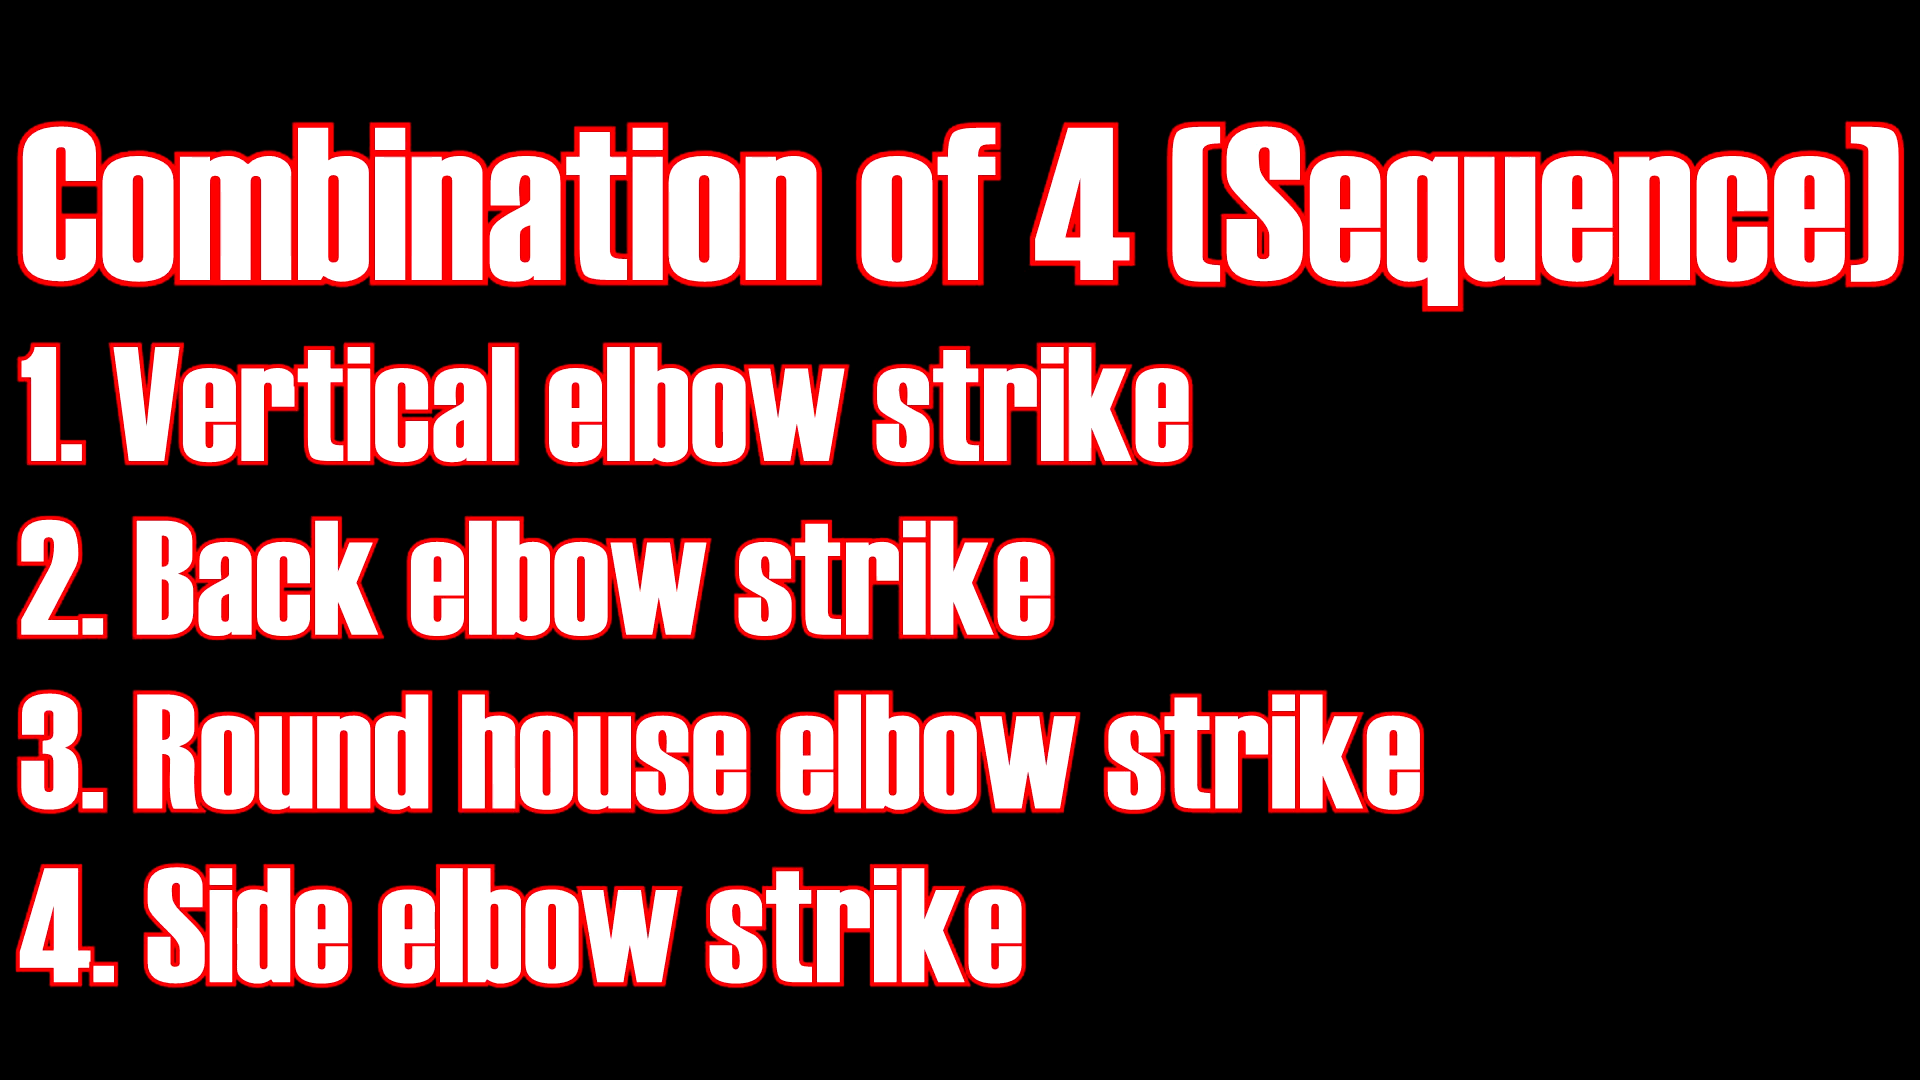 Combination of 4 (Sequence)
1. Vertical elbow strike
2. Back elbow strike
3. Round house elbow strike
4. Side elbow strike